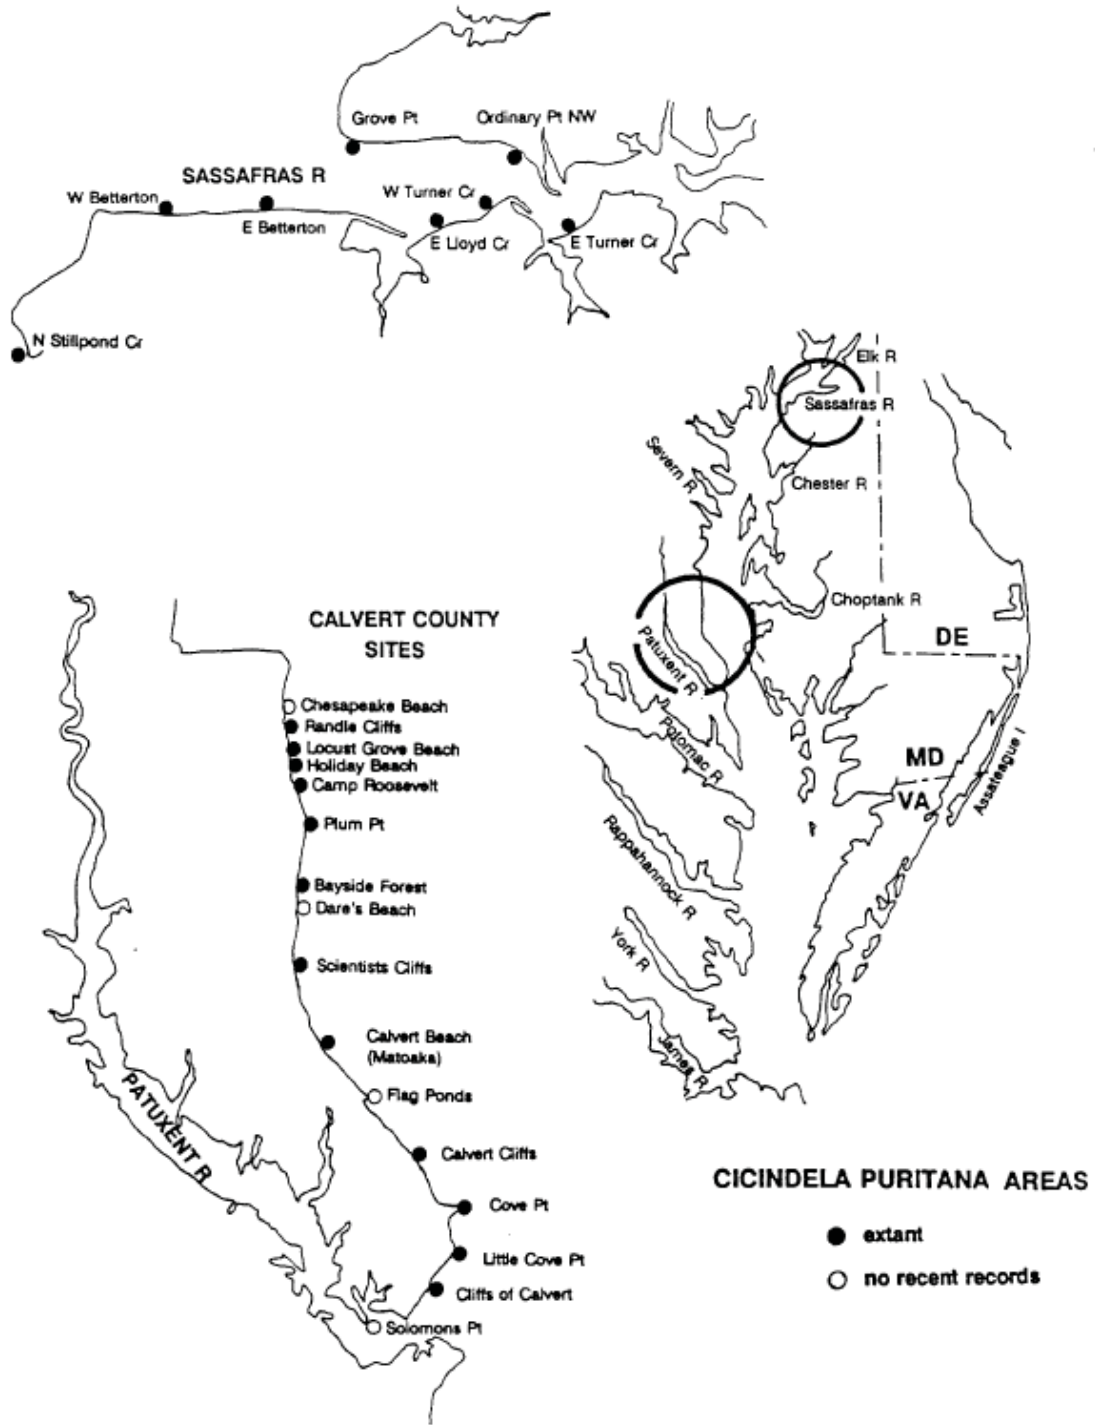 Grove Pt
Ordinary Pt NW
SASSAFRAS R
W Betterton
W Turner Cr
E Betterton
E Lloyd Cr
E Turner Cr
N Stillpond Cr
Elk R
Sassafras R
Severn R
Chester R
Choptank R
Patuxent R
DE
Potomac R
MD
VA
Assateague I
Rappahannock R
York R
James R
CALVERT COUNTY
SITES
Chesapeake Beach
Randle Cliffs
Locust Grove Beach
Holiday Beach
Camp Roosevelt
Plum Pt
Bayside Forest
Dare's Beach
Scientists Cliffs
Calvert Beach
(Matoaka)
Flag Ponds
PATUXENT R
Calvert Cliffs
Cove Pt
Little Cove Pt
Cliffs of Calvert
Solomons Pt
CICINDELA PURITANA AREAS
extant
no recent records